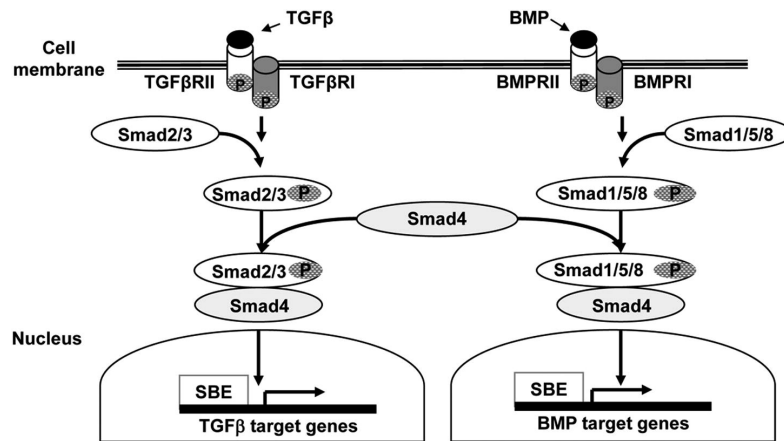 TGFβ
BMP
Cell
membrane
TGFβRII
P
P
TGFβRI
BMPRII
P
P
BMPRI
Smad2/3
Smad1/5/8
Smad2/3 P
Smad1/5/8 P
Smad4
Smad2/3 P
Smad1/5/8 P
Smad4
Smad4
Nucleus
SBE
SBE
TGFβ target genes
BMP target genes